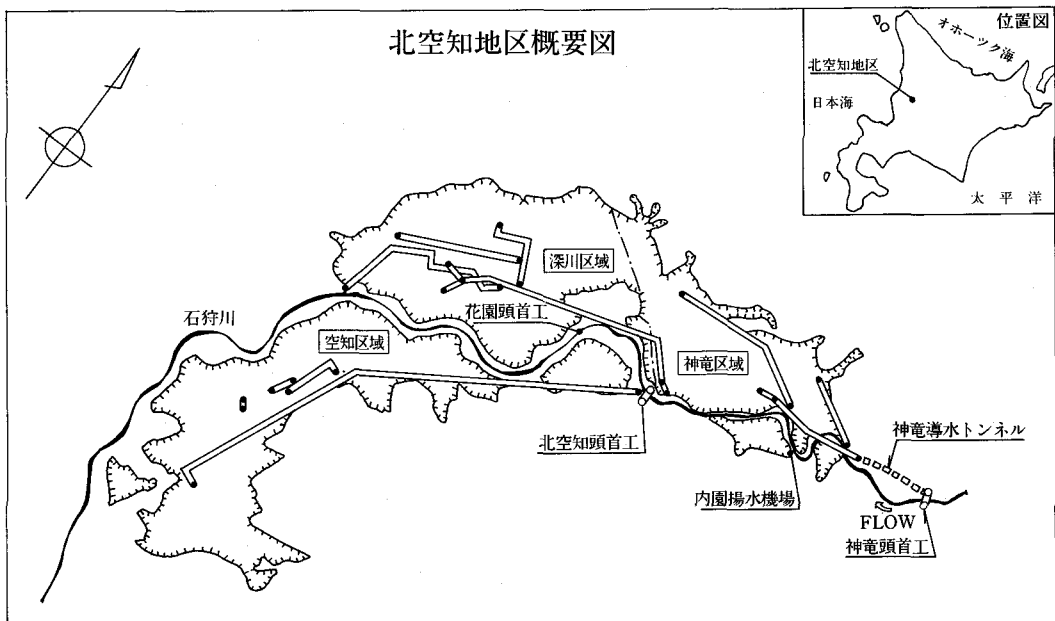 北空知地区概要図
位置図
オホーツク海
北空知地区
日本海
太平洋
深川区域
花園頭首工
石狩川
空知区域
神竜区域
北空知頭首工
神竜導水トンネル
内園揚水機場
FLOW
神竜頭首工